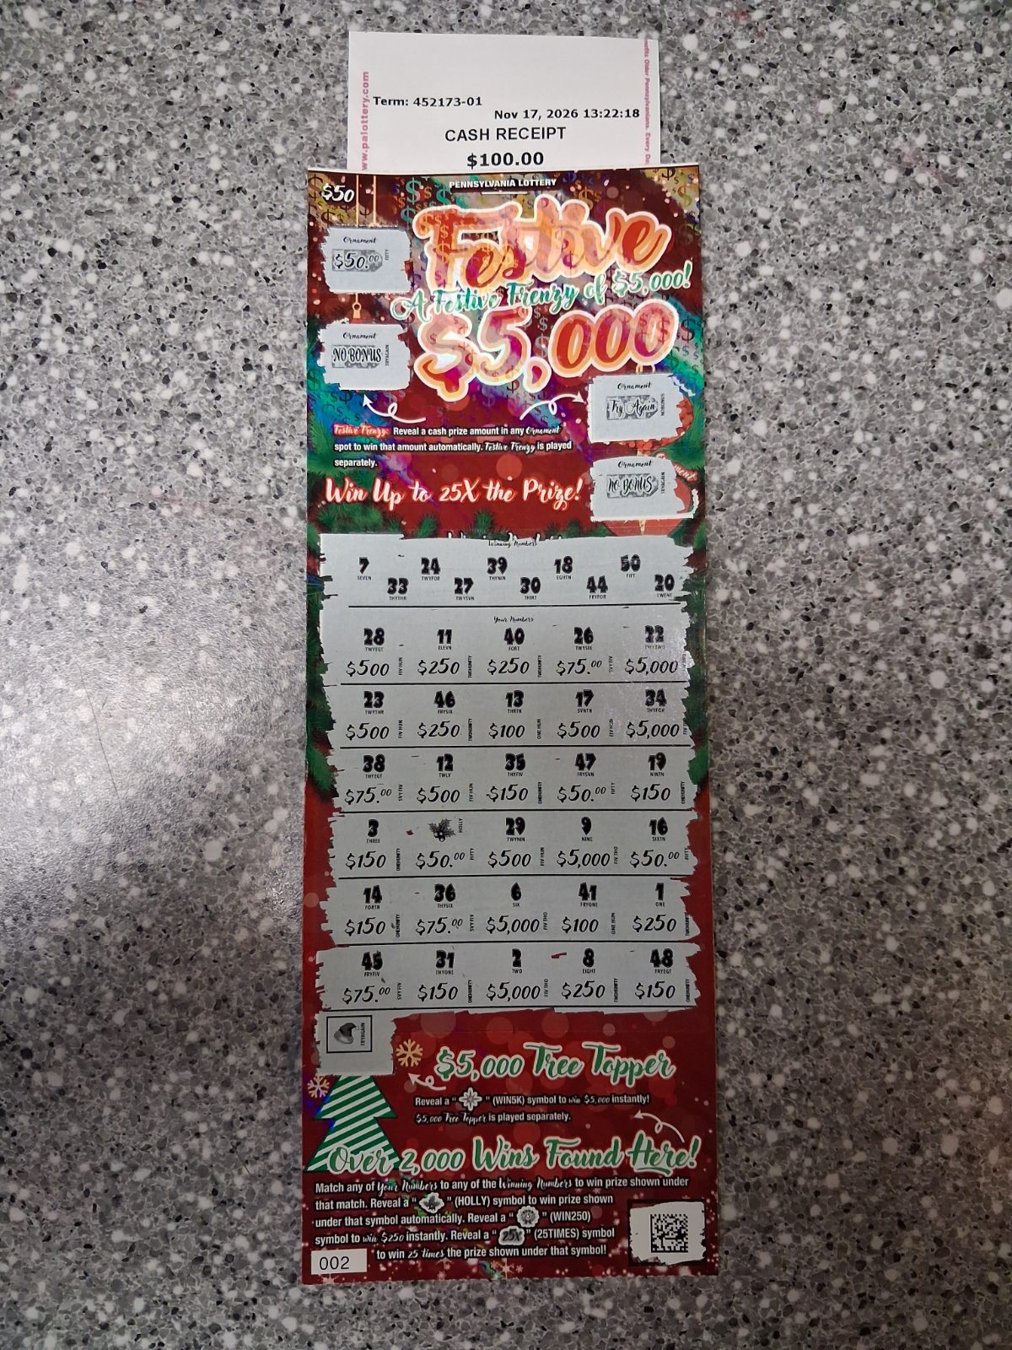 www.palottery.com
Term: 452173-01
Nov 17, 2026 13:22:18
CASH RECEIPT
$100.00
$50
PENNSYLVANIA LOTTERY
Festive
A Festive Frenzy of $5,000!
$5,000
Ornament
$50.00
Ornament
NO BONUS
Ornament
Try Again
Festive Frenzy: Reveal a cash prize amount in any Ornament
spot to win that amount automatically. Festive Frenzy is played
separately.
Ornament
NO BONUS
Win Up to 25X the Prize!
Winning Numbers
7 24 39 18 50
SEVEN TWYFOR THYNIN EGHTN FIFT
33 27 30 44 20
THYTHR TWYSVN THIRT FRYFOR TWENT
Your Numbers
28 11 40 26 22
TWYEGT ELEVN FORT TWYSIX TWYTWO
$500 $250 $250 $75.00 $5,000
23 46 13 17 34
TWYTHR FRYSIX THRTN SVNTN THYFOR
$500 $250 $100 $500 $5,000
38 12 35 47 19
THYEGT TWLV THYFIV FRYSVN NINTN
$75.00 $500 $150 $50.00 $150
3 HOLLY 29 9 16
THREE TWYNIN NINE SIXTN
$150 $50.00 $500 $5,000 $50.00
14 36 6 41 1
FORTN THYSIX SIX FRYONE ONE
$150 $75.00 $5,000 $100 $250
45 31 2 8 48
FRYFIV THYONE TWO EIGHT FRYEGT
$75.00 $150 $5,000 $250 $150
$5,000 Tree Topper
Reveal a " " (WIN5K) symbol to win $5,000 instantly!
$5,000 Tree Topper is played separately.
Over 2,000 Wins Found Here!
Match any of Your Numbers to any of the Winning Numbers to win prize shown under
that match. Reveal a " " (HOLLY) symbol to win prize shown
under that symbol automatically. Reveal a " " (WIN250)
symbol to win $250 instantly. Reveal a "25X" (25TIMES) symbol
to win 25 times the prize shown under that symbol!
002